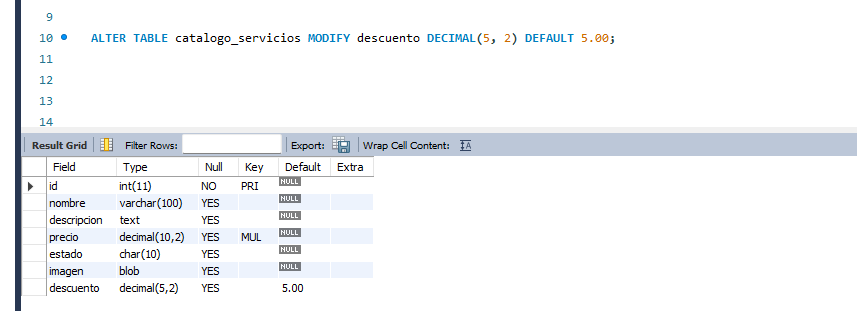 9
10 ALTER TABLE catalogo_servicios MODIFY descuento DECIMAL(5, 2) DEFAULT 5.00;
11
12
13
14
Result Grid Filter Rows: Export: Wrap Cell Content: IA
Field Type Null Key Default Extra
id int(11) NO PRI NULL
nombre varchar(100) YES NULL
descripcion text YES NULL
precio decimal(10,2) YES MUL NULL
estado char(10) YES NULL
imagen blob YES NULL
descuento decimal(5,2) YES 5.00